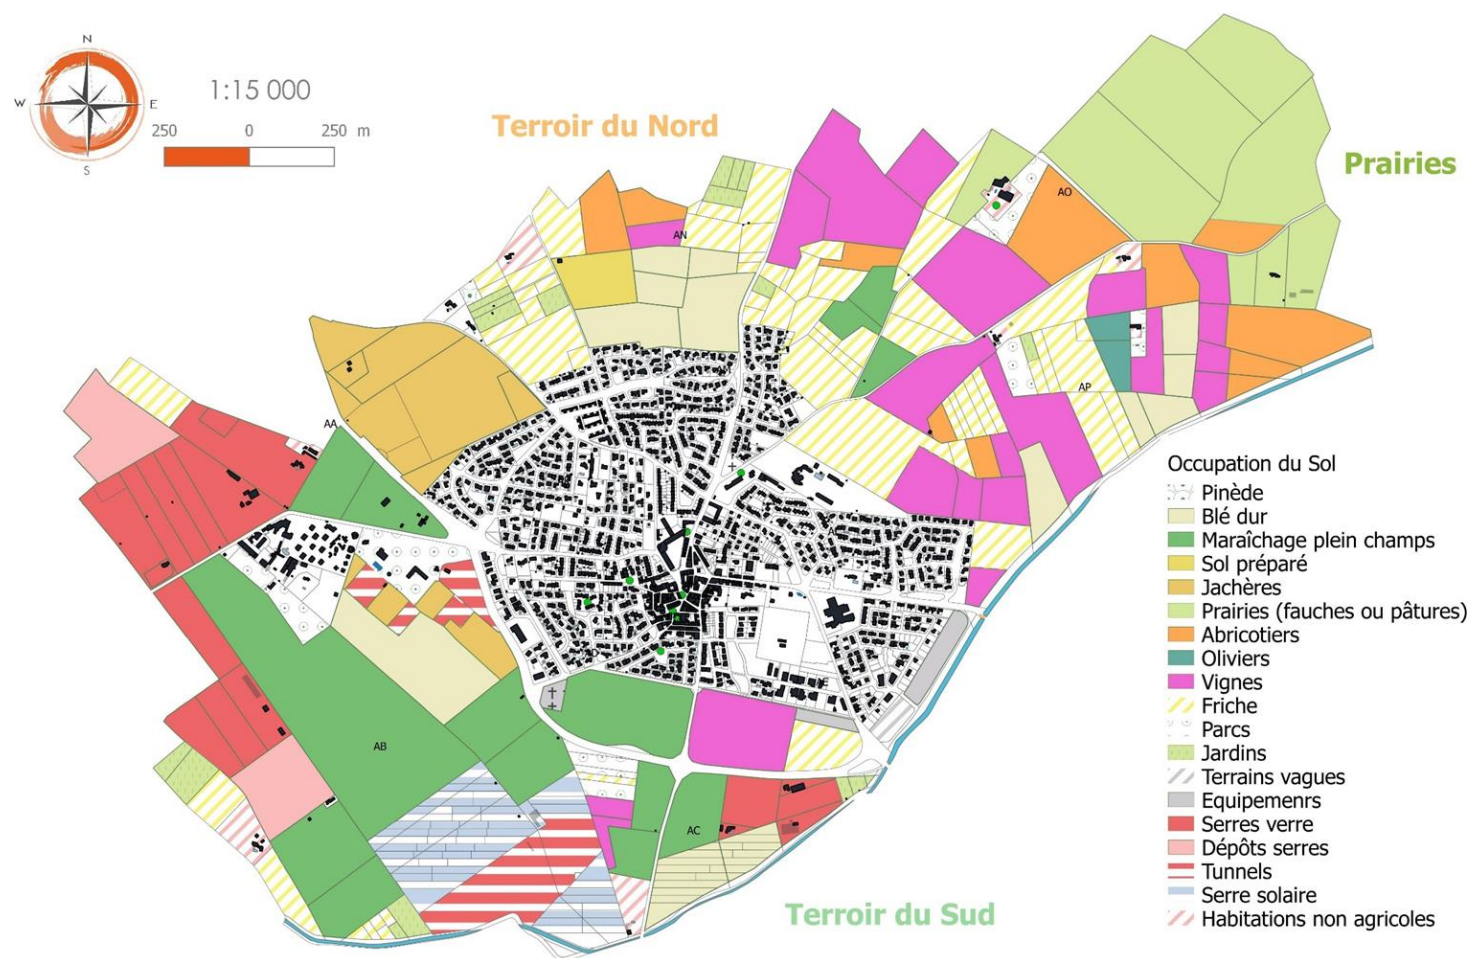 N
W
E
S
1:15 000
250 0 250 m
Terroir du Nord
Prairies
AO
AN
AP
AA
A
AB
AC
Terroir du Sud
Occupation du Sol
Pinède
Blé dur
Maraîchage plein champs
Sol préparé
Jachères
Prairies (fauches ou pâtures)
Abricotiers
Oliviers
Vignes
Friche
Parcs
Jardins
Terrains vagues
Equipemenrs
Serres verre
Dépôts serres
Tunnels
Serre solaire
Habitations non agricoles